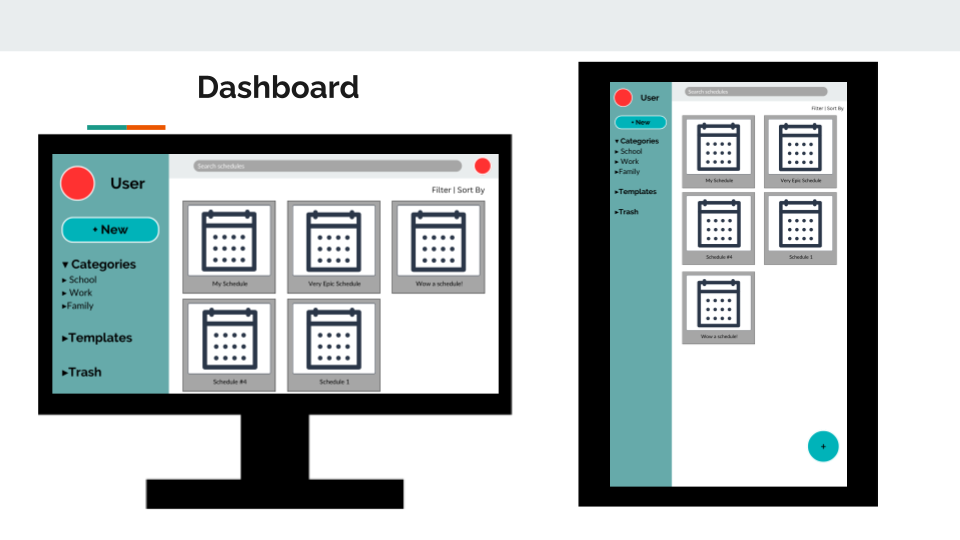 Dashboard
User
Search schedules
+ New
Filter | Sort By
▾ Categories
▸ School
▸ Work
▸Family
▸Templates
▸Trash
My Schedule
Very Epic Schedule
Wow a schedule!
Schedule #4
Schedule 1
User
Search schedules
+ New
Filter | Sort By
▾ Categories
▸ School
▸ Work
▸Family
▸Templates
▸Trash
My Schedule
Very Epic Schedule
Schedule #4
Schedule 1
Wow a schedule!
+